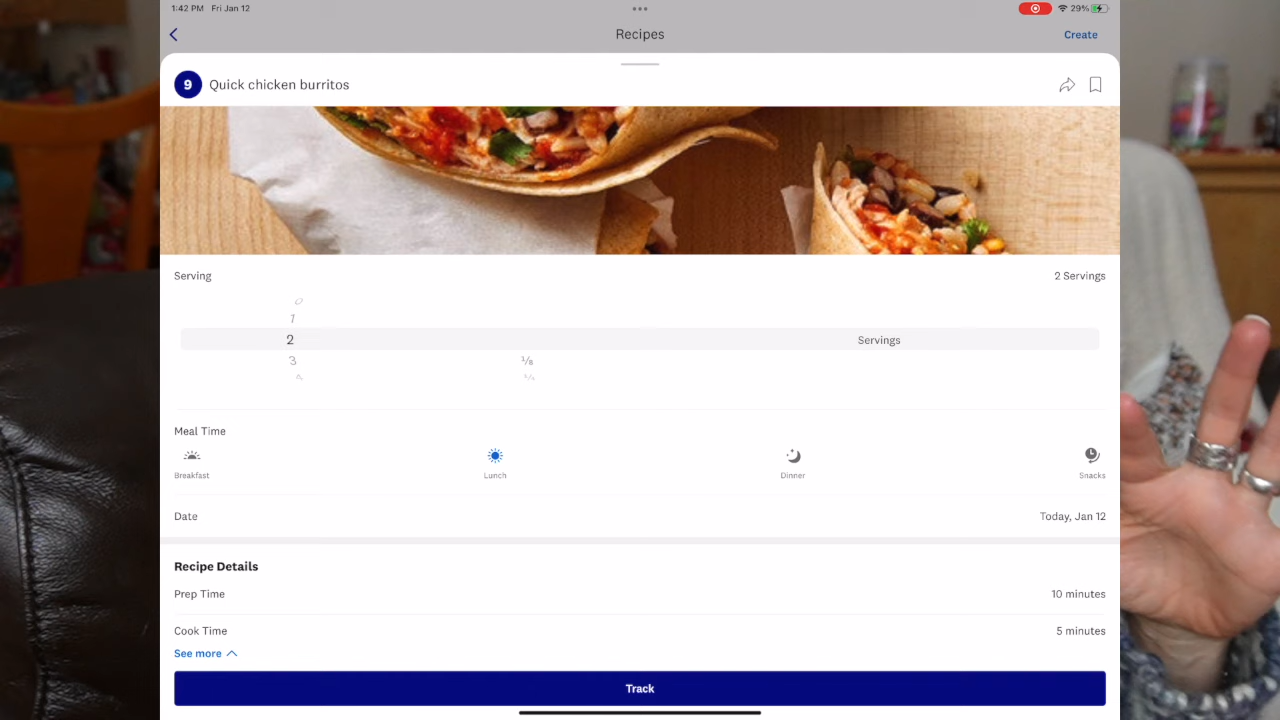 1:42 PM Fri Jan 12
29%
Recipes
Create
9 Quick chicken burritos
Serving
2 Servings
1
2 Servings
3 1/8
Meal Time
Breakfast Lunch Dinner Snacks
Date
Today, Jan 12
Recipe Details
Prep Time
10 minutes
Cook Time
5 minutes
See more
Track